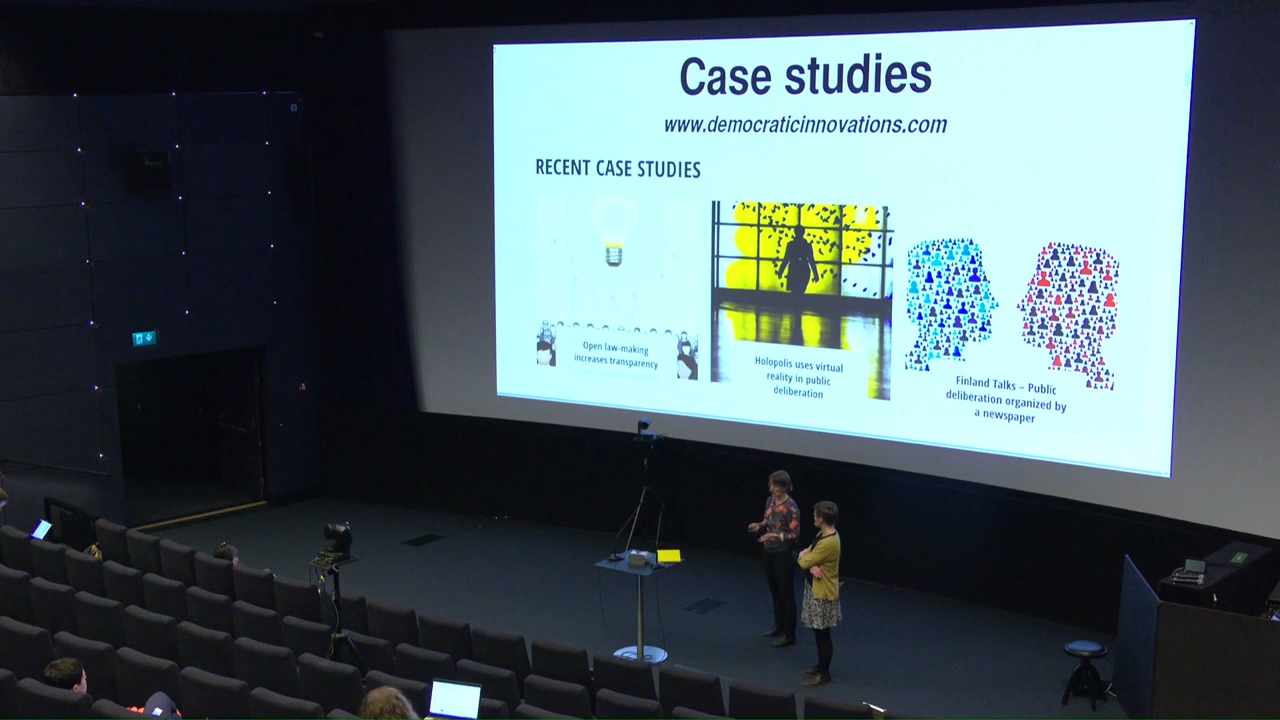 Case studies
www.democraticinnovations.com
RECENT CASE STUDIES
Open law-making
increases transparency
Holopolis uses virtual
reality in public
deliberation
Finland Talks – Public
deliberation organized by
a newspaper